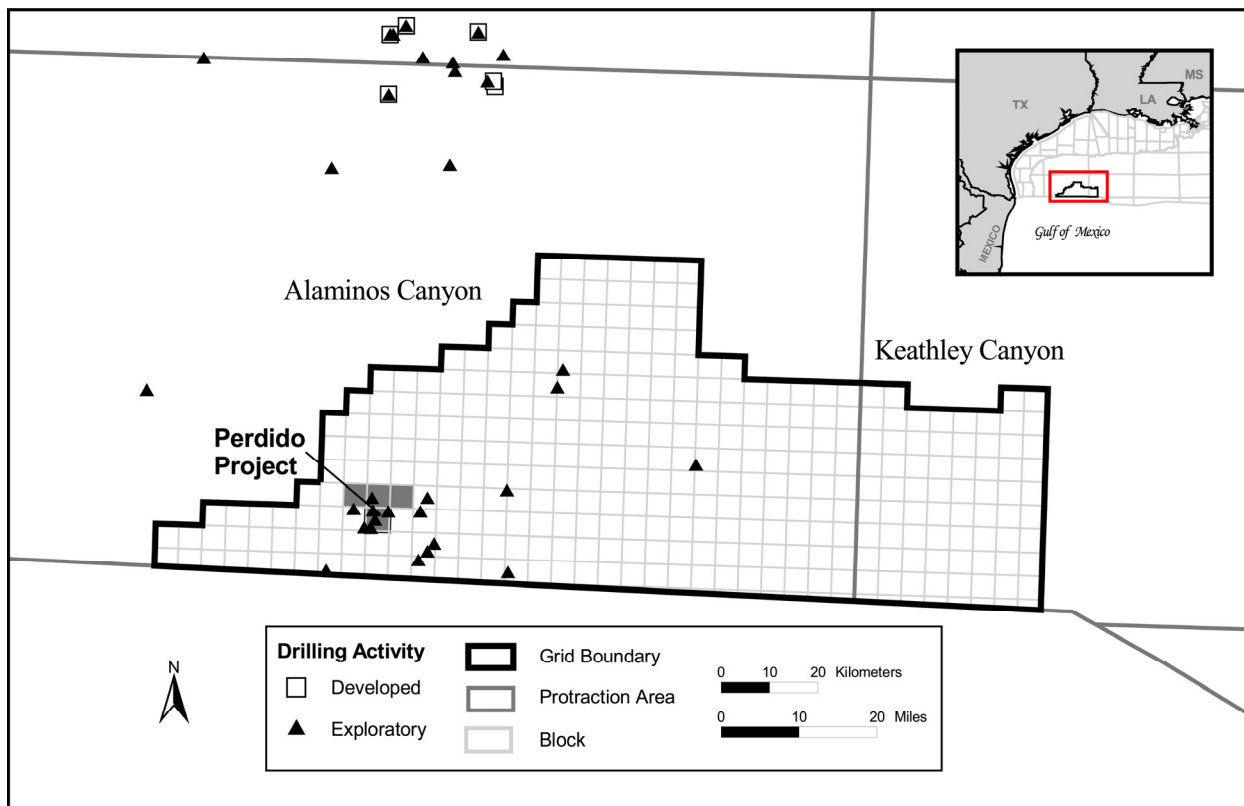 MS
LA
TX
MEXICO
Gulf of Mexico
Alaminos Canyon
Keathley Canyon
Perdido
Project
N
Drilling Activity
Developed
Exploratory
Grid Boundary
Protraction Area
Block
0 10 20 Kilometers
0 10 20 Miles